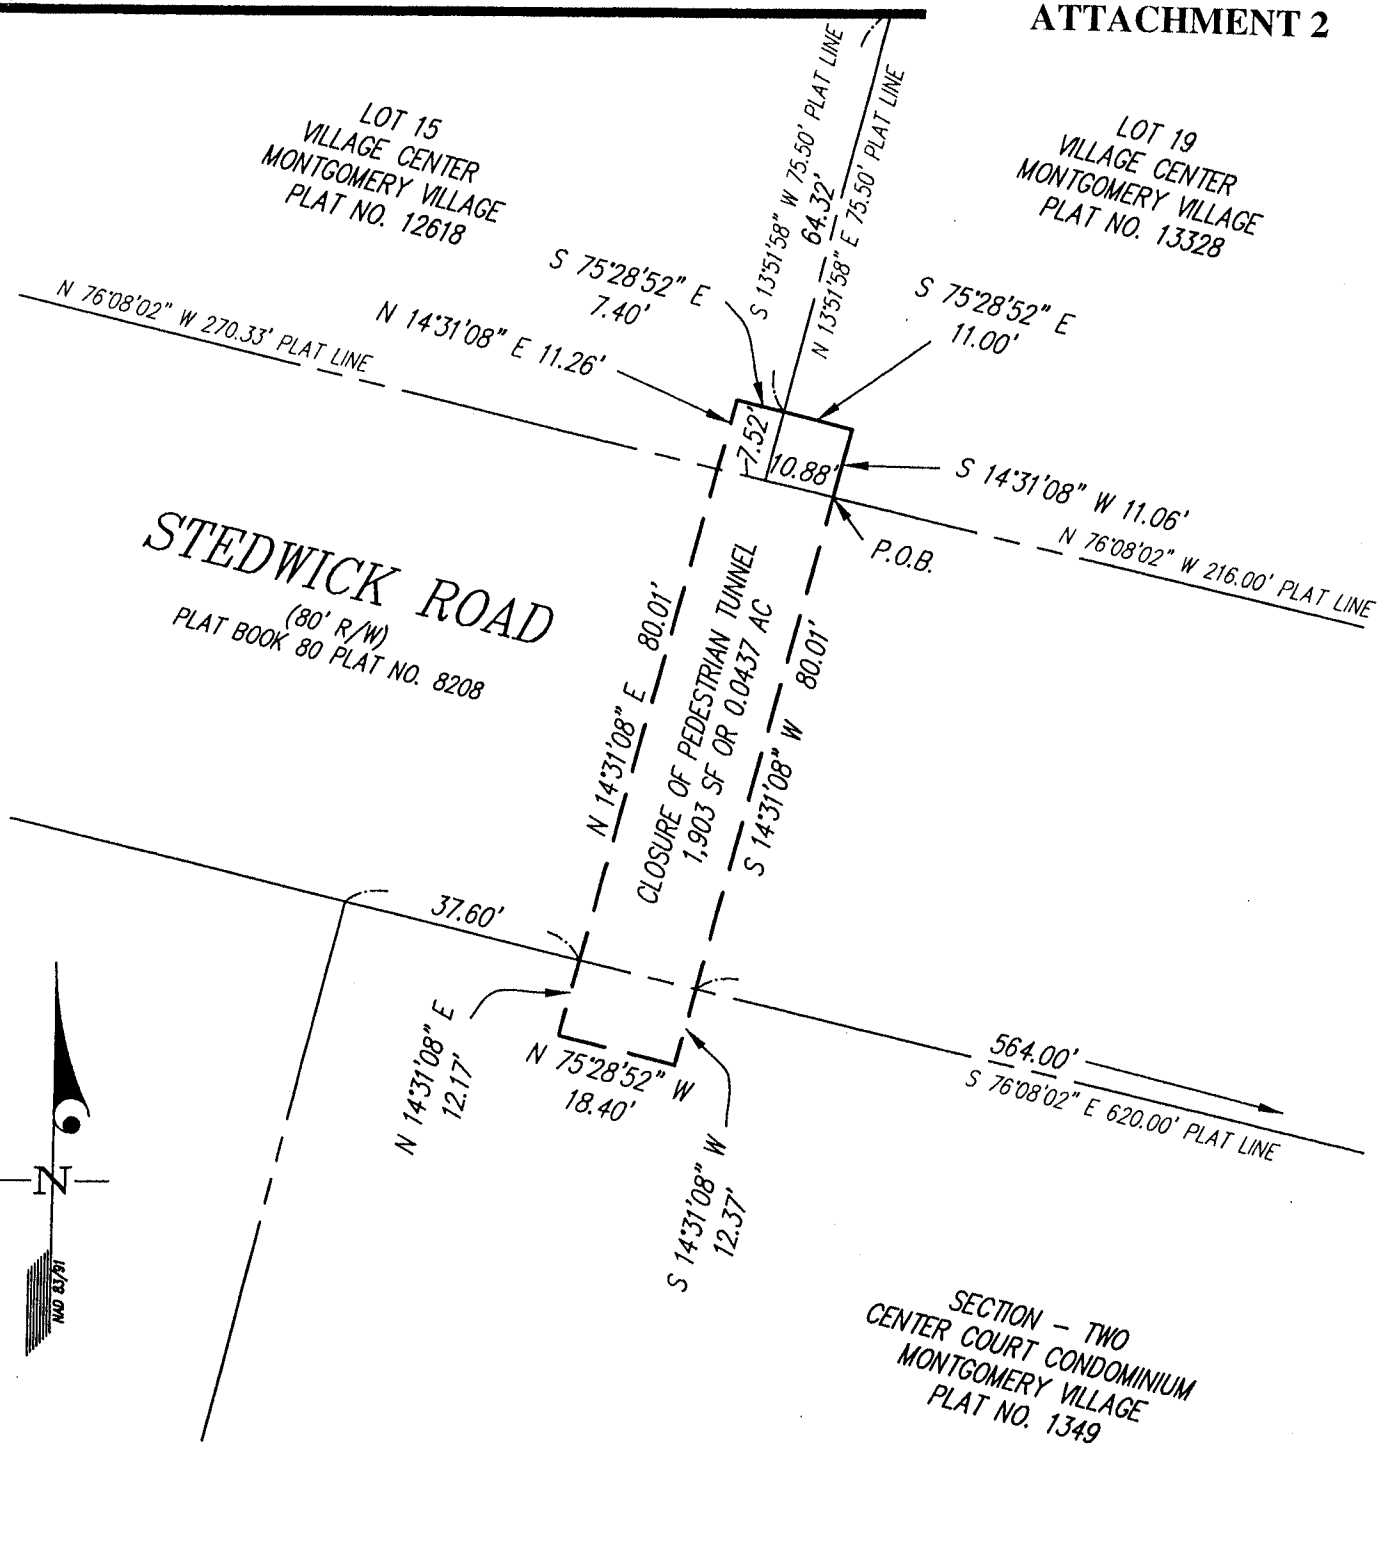 ATTACHMENT 2
LOT 15
VILLAGE CENTER
MONTGOMERY VILLAGE
PLAT NO. 12618
S 13°51'58" W 75.50' PLAT LINE
64.32'
N 13°51'58" E 75.50' PLAT LINE
LOT 19
VILLAGE CENTER
MONTGOMERY VILLAGE
PLAT NO. 13328
S 75°28'52" E
7.40'
S 75°28'52" E
11.00'
N 76°08'02" W 270.33' PLAT LINE
N 14°31'08" E 11.26'
7.52'
10.88'
S 14°31'08" W 11.06'
N 76°08'02" W 216.00' PLAT LINE
P.O.B.
STEDWICK ROAD
(80' R/W)
PLAT BOOK 80 PLAT NO. 8208
N 14°31'08" E 80.01'
CLOSURE OF PEDESTRIAN TUNNEL
1,903 SF OR 0.0437 AC
S 14°31'08" W 80.01'
37.60'
N 14°31'08" E
12.17'
N 75°28'52" W
18.40'
S 14°31'08" W
12.37'
564.00'
S 76°08'02" E 620.00' PLAT LINE
N
NAD 83/91
SECTION - TWO
CENTER COURT CONDOMINIUM
MONTGOMERY VILLAGE
PLAT NO. 1349